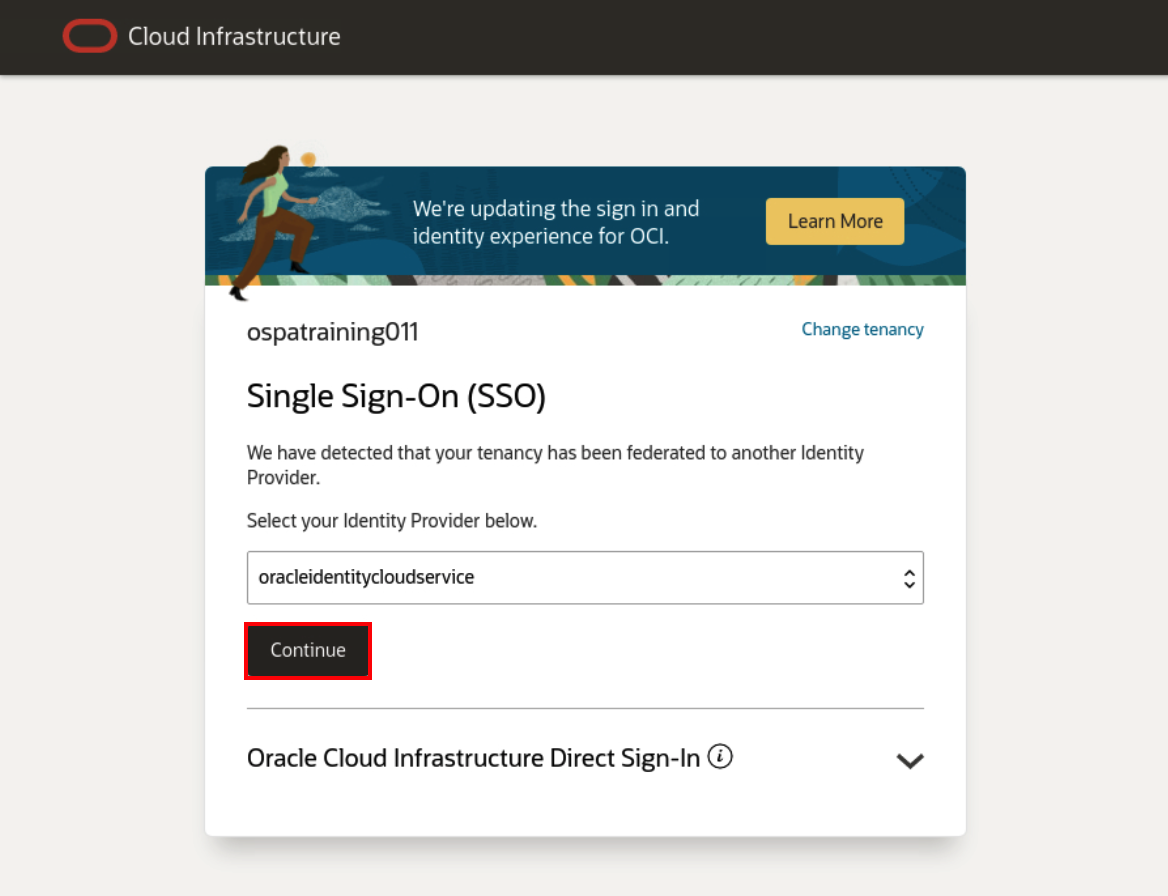 Cloud Infrastructure
We're updating the sign in and
identity experience for OCI.
Learn More
ospatraining011
Change tenancy
Single Sign-On (SSO)
We have detected that your tenancy has been federated to another Identity
Provider.
Select your Identity Provider below.
oracleidentitycloudservice
Continue
Oracle Cloud Infrastructure Direct Sign-In i